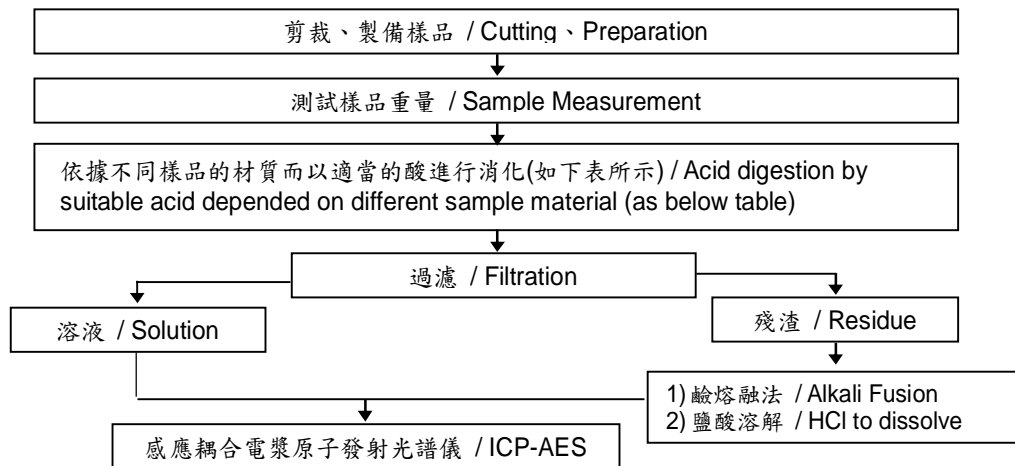 剪裁、製備樣品 / Cutting、Preparation
測試樣品重量 / Sample Measurement
依據不同樣品的材質而以適當的酸進行消化(如下表所示) / Acid digestion by
suitable acid depended on different sample material (as below table)
過濾 / Filtration
溶液 / Solution
殘渣 / Residue
1) 鹼熔融法 / Alkali Fusion
2) 鹽酸溶解 / HCl to dissolve
感應耦合電漿原子發射光譜儀 / ICP-AES